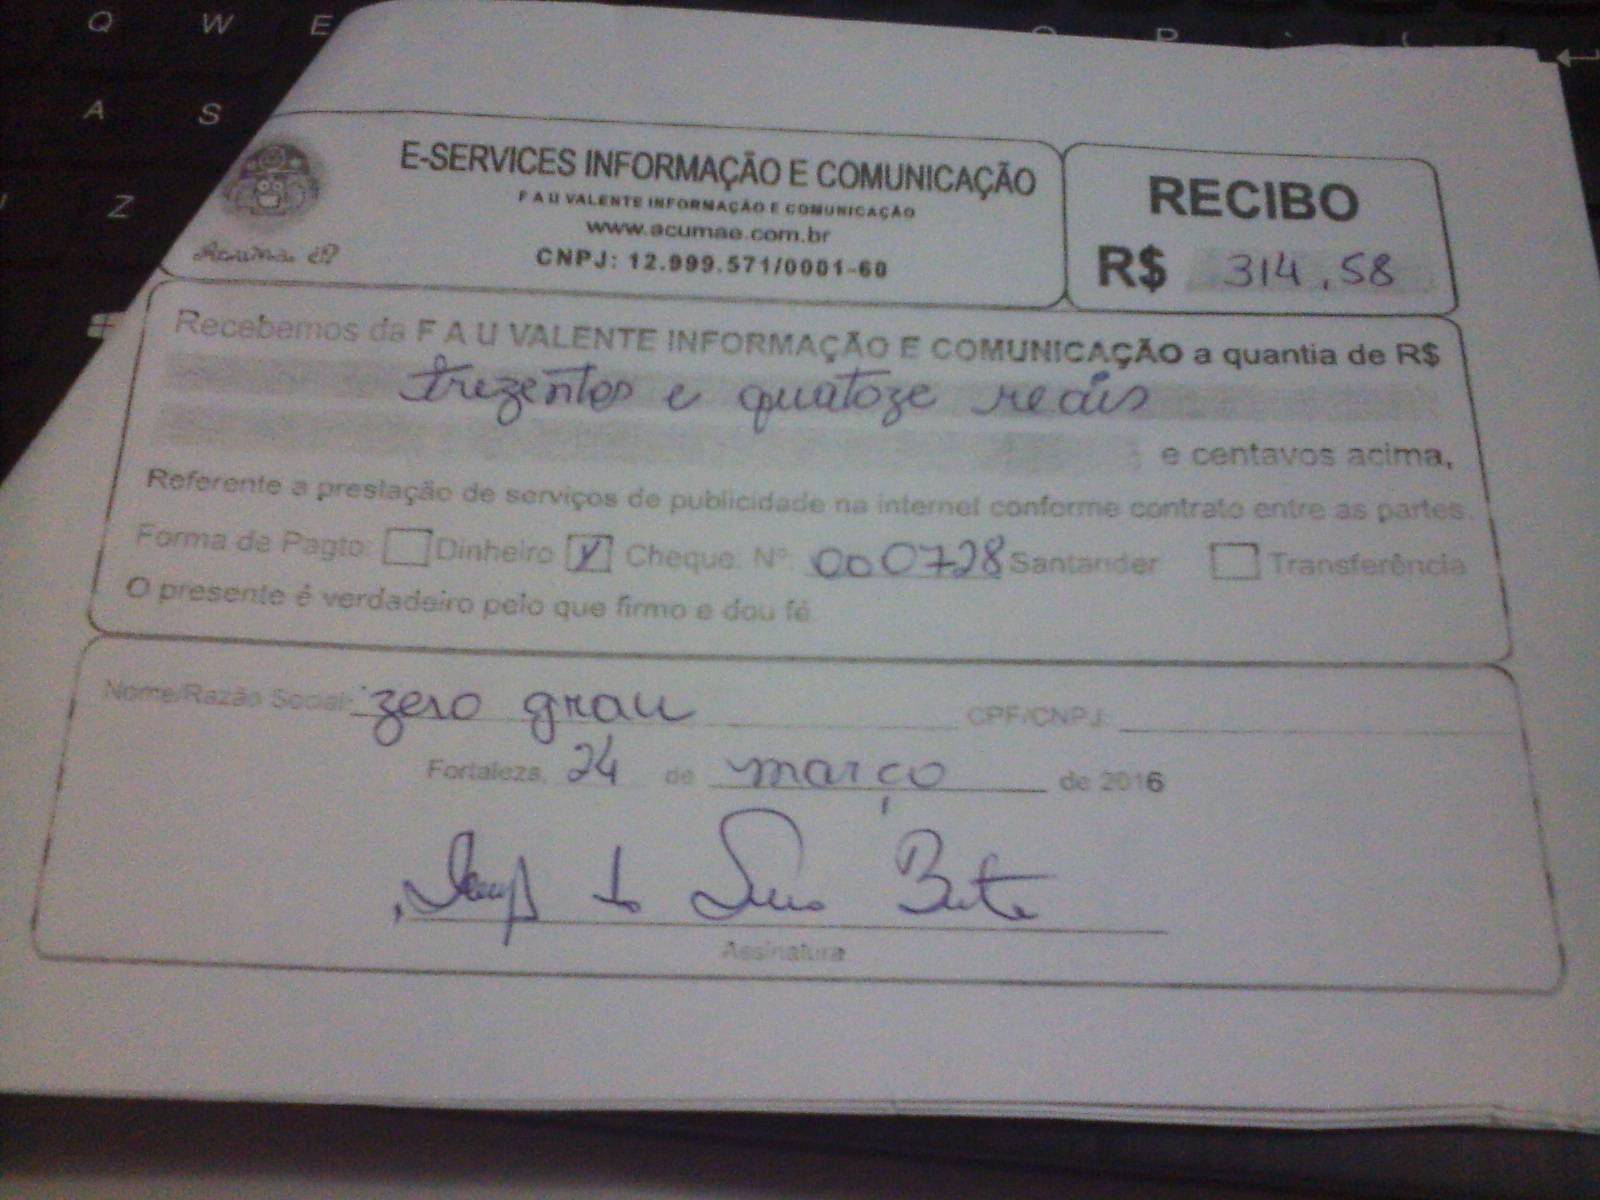 Q W E O P
A S
Z
E-SERVICES INFORMAÇÃO E COMUNICAÇÃO
F A U VALENTE INFORMAÇÃO E COMUNICAÇÃO
www.acumae.com.br
CNPJ: 12.999.571/0001-60
Acuma é?
RECIBO
R$ 314,58
Recebemos da F A U VALENTE INFORMAÇÃO E COMUNICAÇÃO a quantia de R$
trezentos e quatoze reais
e centavos acima,
Referente a prestação de serviços de publicidade na internet conforme contrato entre as partes.
Forma de Pagto: Dinheiro Cheque. Nº: 000728 Santander Transferência
O presente é verdadeiro pelo que firmo e dou fé
Nome/Razão Social: zero grau CPF/CNPJ:
Fortaleza, 24 de março de 2016
Assinatura